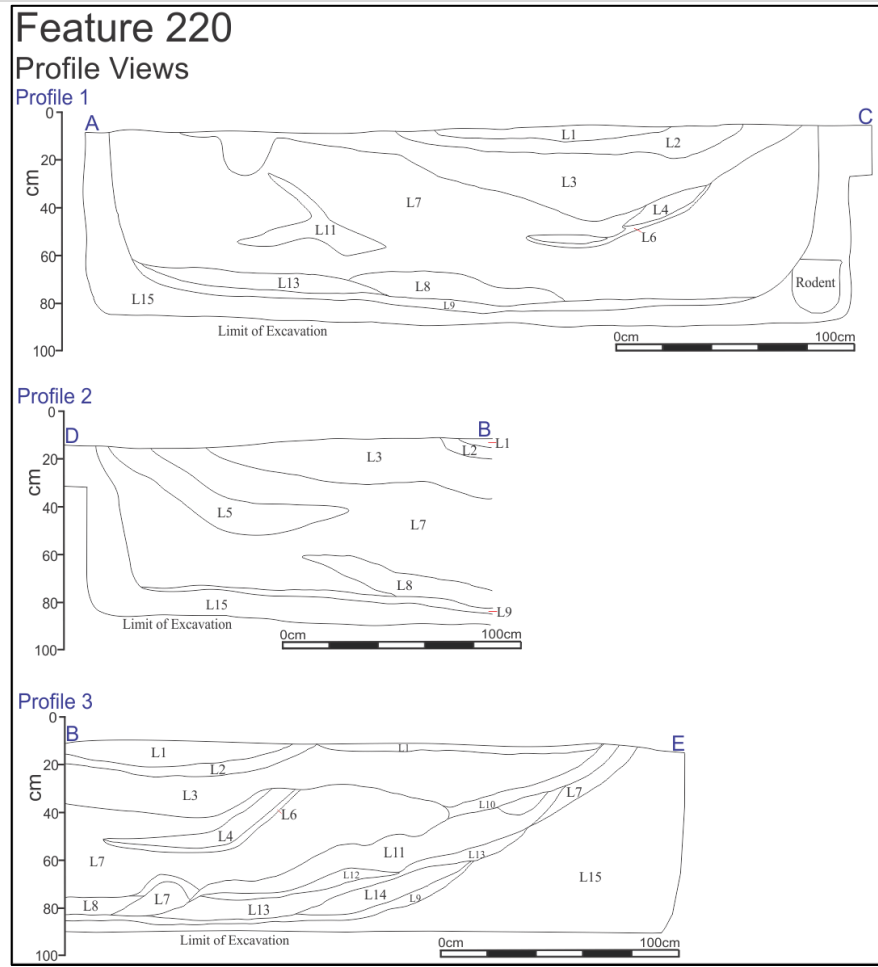 Feature 220
Profile Views
Profile 1
0
A
C
L1
L2
20
L3
cm
L7
40
L4
L11
L6
60
L13
L8
Rodent
L15
80
L9
Limit of Excavation
0cm 100cm
100
Profile 2
0
D
B
L1
L2
L3
20
cm
40
L5
L7
60
L8
80
L15
L9
Limit of Excavation
0cm 100cm
100
Profile 3
0
B
E
L1
L1
20
L2
cm
L3
L7
40
L10
L6
L4
L11
60
L7
L13
L12
L15
L14
L9
80
L8
L7
L13
Limit of Excavation
0cm 100cm
100